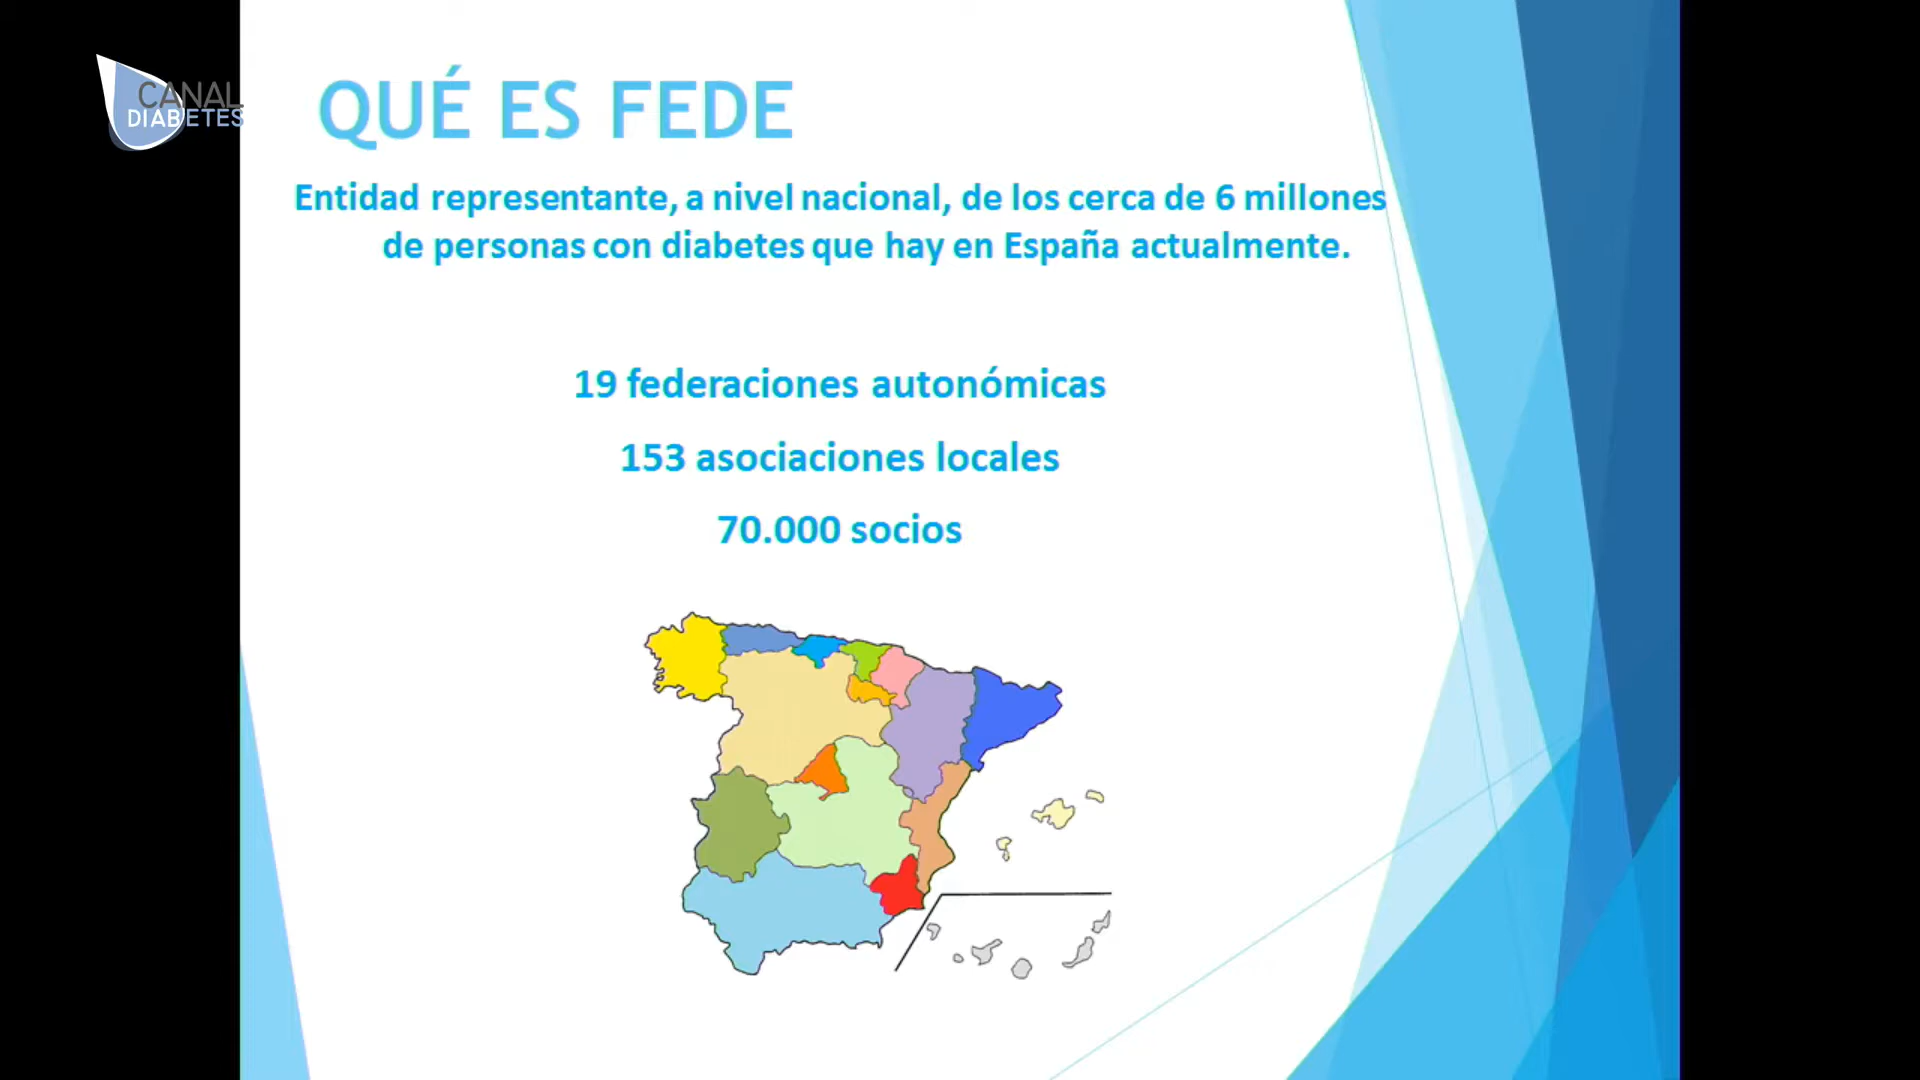 CANAL
DIABETES
QUÉ ES FEDE
Entidad representante, a nivel nacional, de los cerca de 6 millones
de personas con diabetes que hay en España actualmente.
19 federaciones autonómicas
153 asociaciones locales
70.000 socios